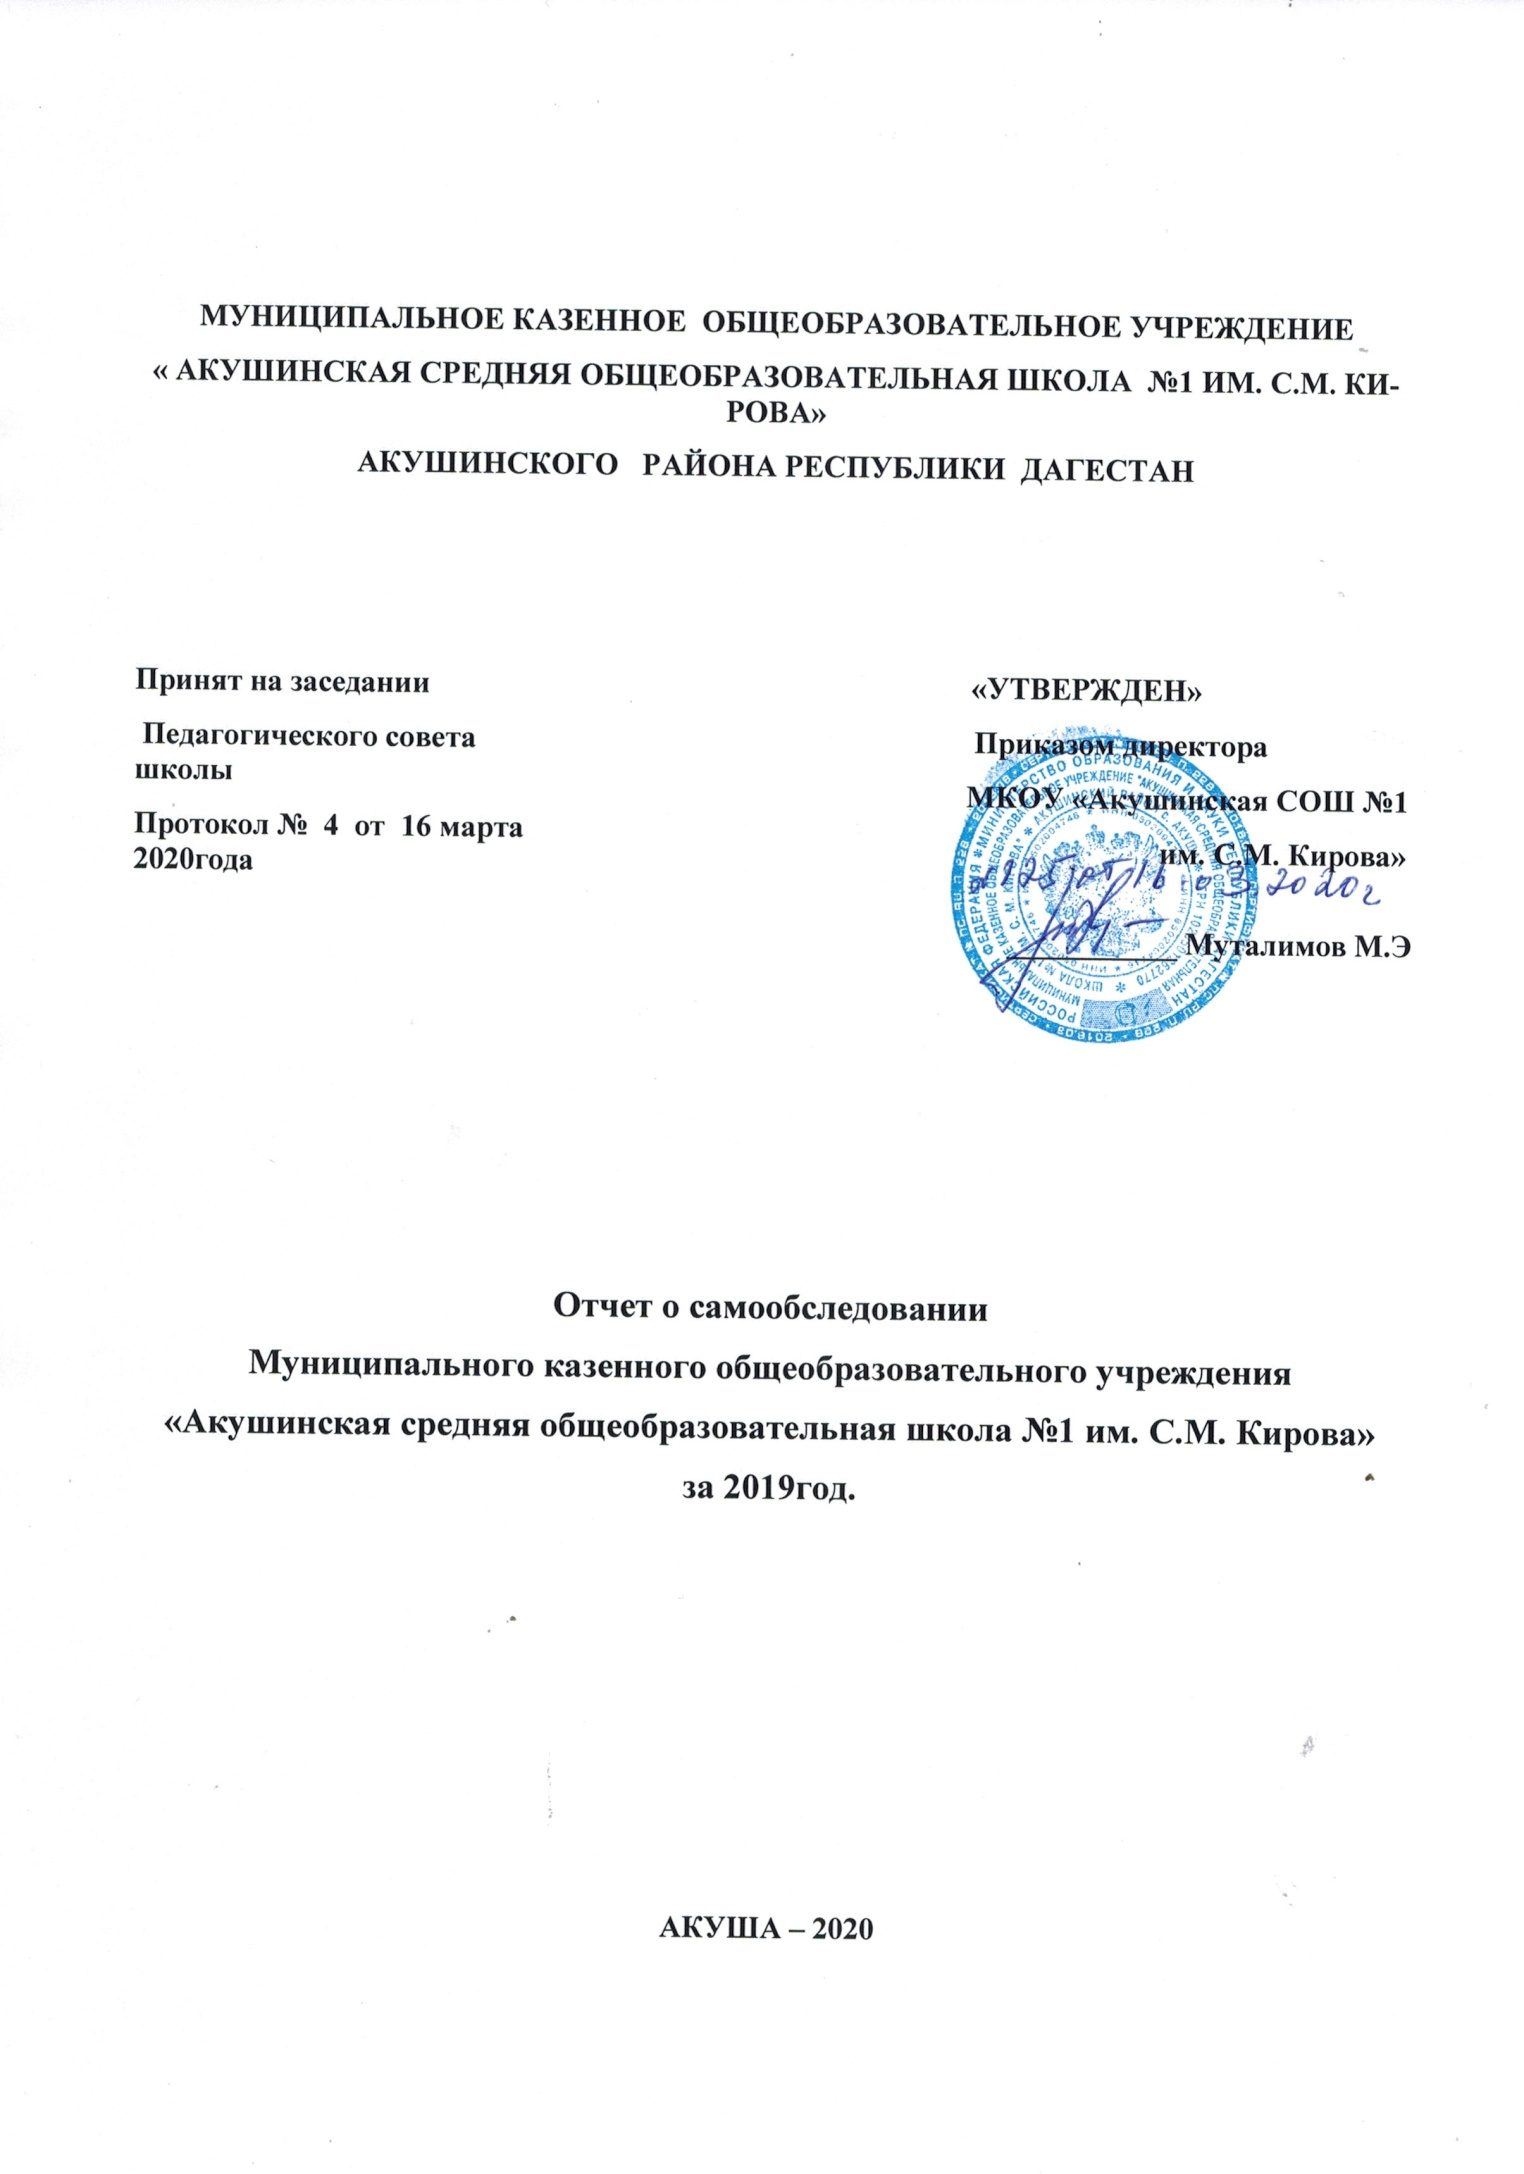 МУНИЦИПАЛЬНОЕ КАЗЕННОЕ ОБЩЕОБРАЗОВАТЕЛЬНОЕ УЧРЕЖДЕНИЕ
« АКУШИНСКАЯ СРЕДНЯЯ ОБЩЕОБРАЗОВАТЕЛЬНАЯ ШКОЛА №1 ИМ. С.М. КИ-
РОВА»
АКУШИНСКОГО РАЙОНА РЕСПУБЛИКИ ДАГЕСТАН
Принят на заседании
Педагогического совета
школы
Протокол № 4 от 16 марта
2020года
«УТВЕРЖДЕН»
Приказом директора
МКОУ «Акушинская СОШ №1
им. С.М. Кирова»
от 16.03.2020г
Муталимов М.Э
Отчет о самообследовании
Муниципального казенного общеобразовательного учреждения
«Акушинская средняя общеобразовательная школа №1 им. С.М. Кирова»
за 2019год.
АКУША – 2020